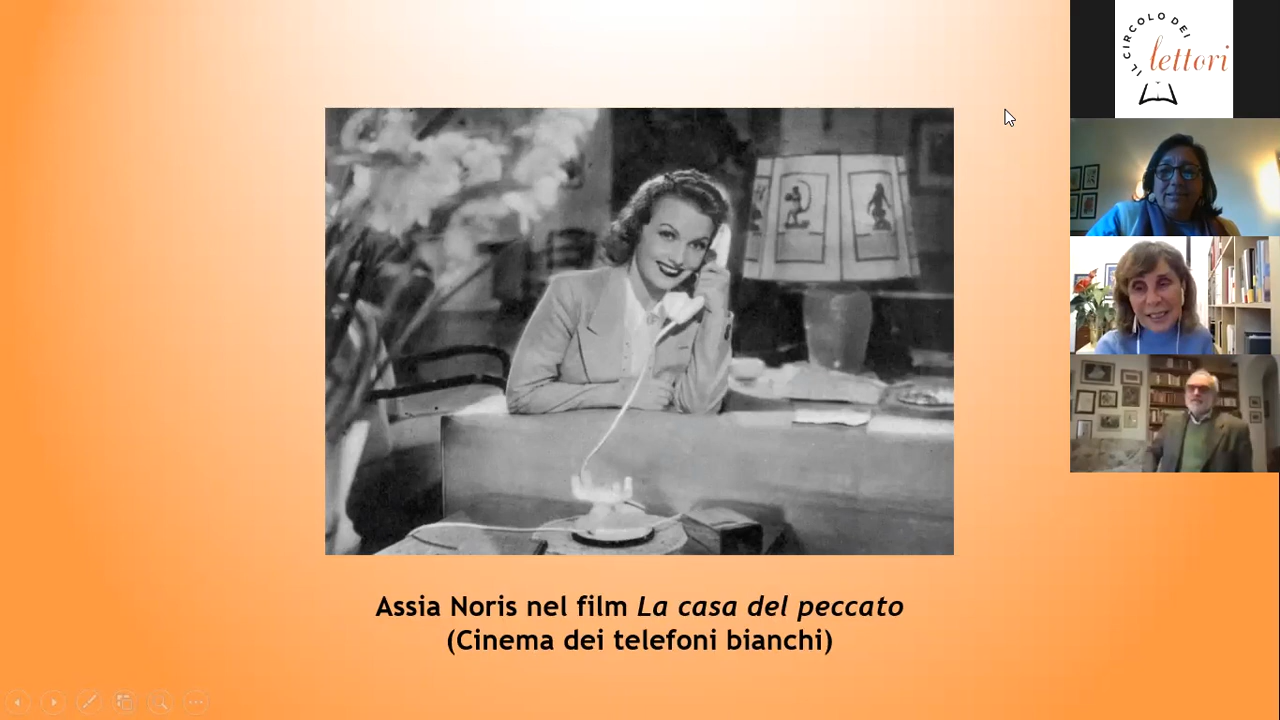 IL CIRCOLO DEI
lettori
Assia Noris nel film La casa del peccato
(Cinema dei telefoni bianchi)